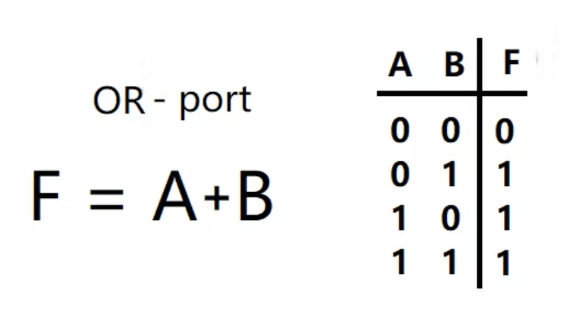 OR - port
F = A+B
A B F
0 0 0
0 1 1
1 0 1
1 1 1